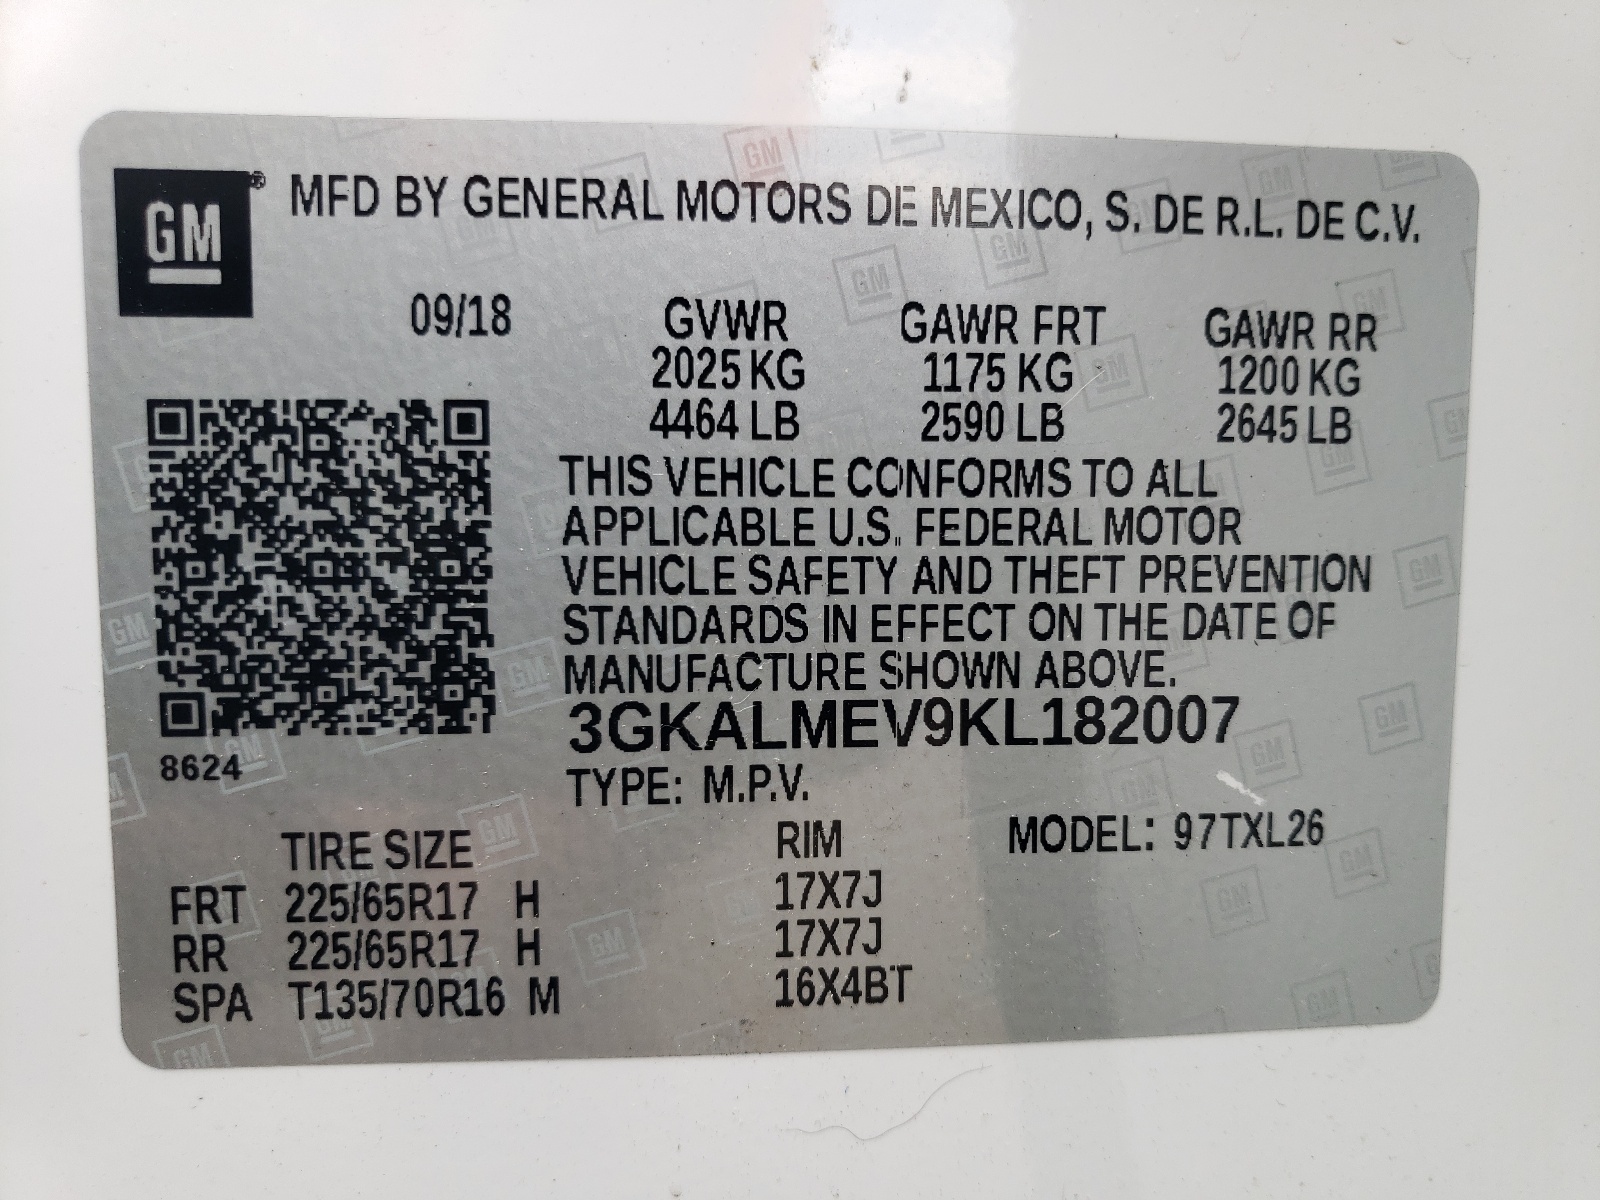 GM® MFD BY GENERAL MOTORS DE MEXICO, S. DE R.L. DE C.V.
09/18 GVWR GAWR FRT GAWR RR
2025 KG 1175 KG 1200 KG
4464 LB 2590 LB 2645 LB
THIS VEHICLE CONFORMS TO ALL
APPLICABLE U.S. FEDERAL MOTOR
VEHICLE SAFETY AND THEFT PREVENTION
STANDARDS IN EFFECT ON THE DATE OF
MANUFACTURE SHOWN ABOVE.
3GKALMEV9KL182007
8624
TYPE: M.P.V.
TIRE SIZE RIM MODEL: 97TXL26
FRT 225/65R17 H 17X7J
RR 225/65R17 H 17X7J
SPA T135/70R16 M 16X4BT